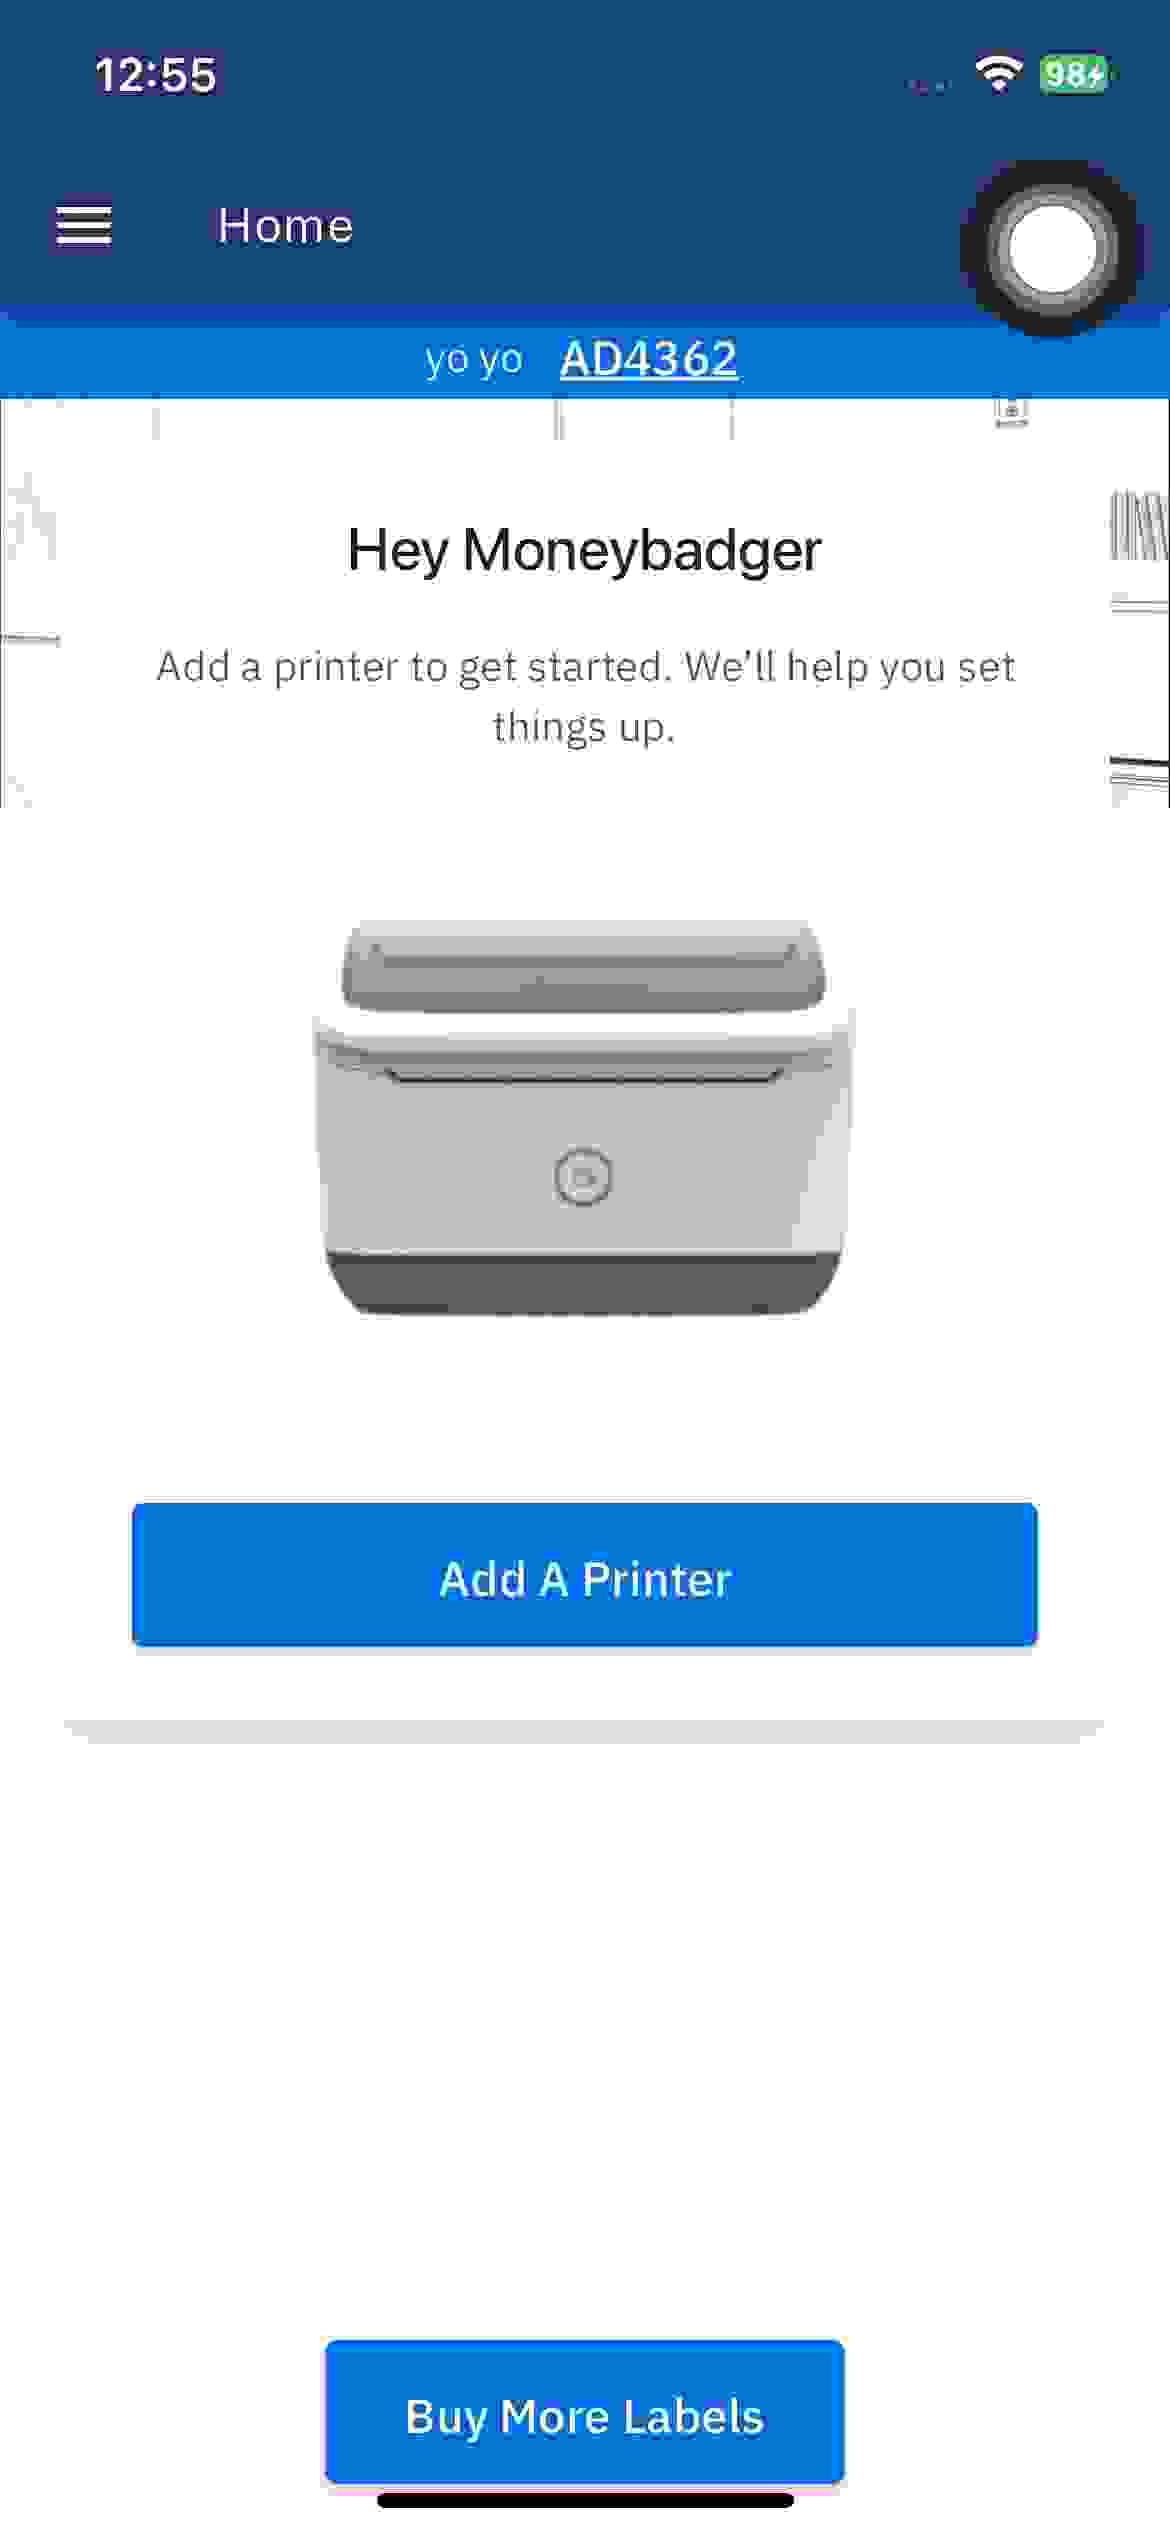 12:55
98
Home
yo yo AD4362
Hey Moneybadger
Add a printer to get started. We'll help you set
things up.
Add A Printer
Buy More Labels